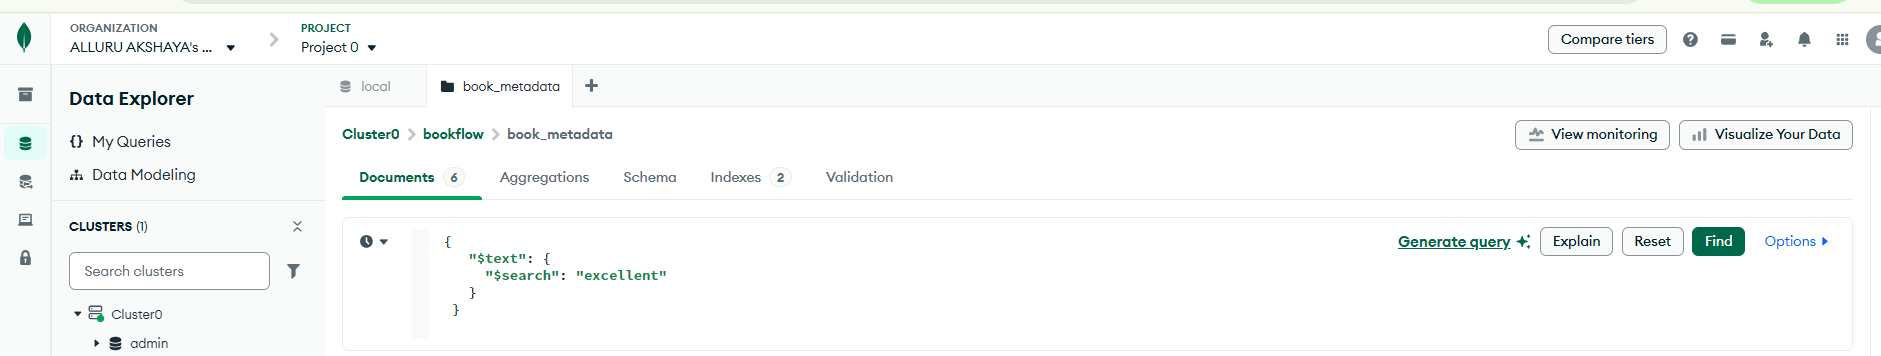 ORGANIZATION
ALLURU AKSHAYA's ...
PROJECT
Project 0
Compare tiers
Data Explorer
My Queries
Data Modeling
CLUSTERS (1)
Search clusters
Cluster0
admin
local
book_metadata
Cluster0 > bookflow > book_metadata
View monitoring
Visualize Your Data
Documents 6
Aggregations
Schema
Indexes 2
Validation
{
"$text": {
"$search": "excellent"
}
}
Generate query
Explain
Reset
Find
Options